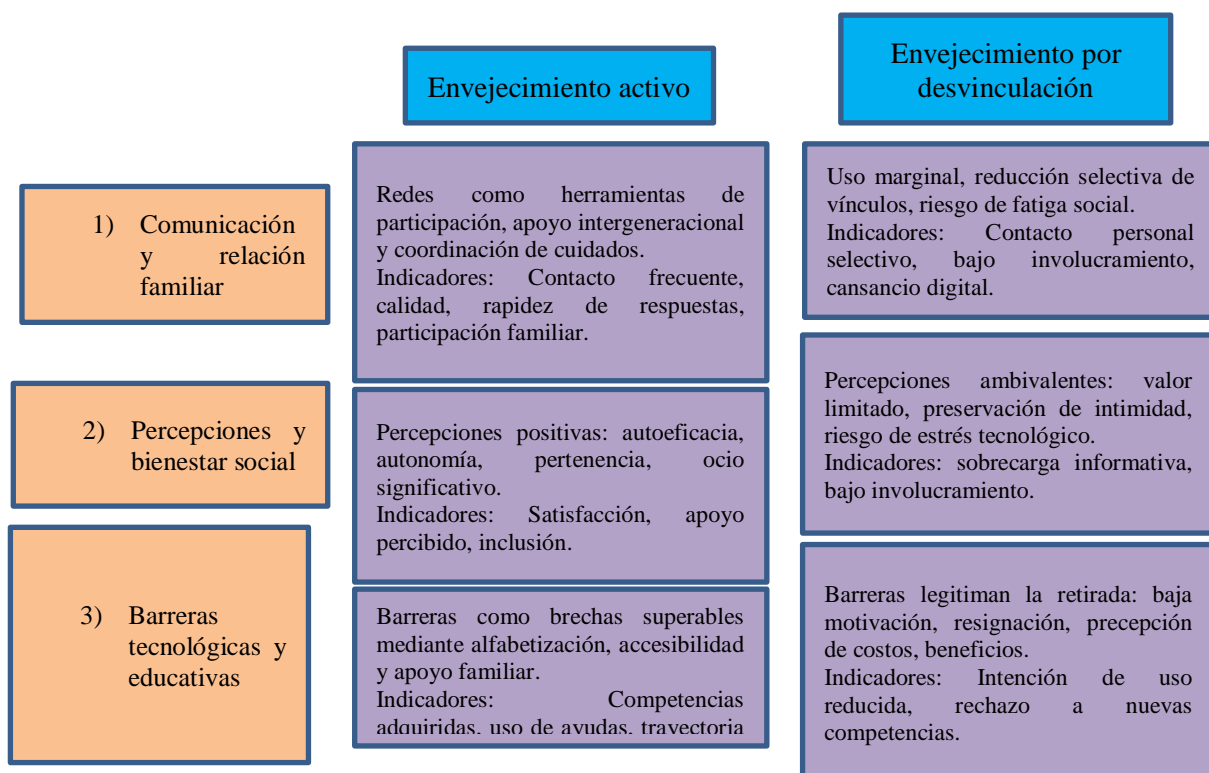 Envejecimiento activo
Envejecimiento por
desvinculación
1) Comunicación
y relación
familiar
Redes como herramientas de
participación, apoyo intergeneracional
y coordinación de cuidados.
Indicadores: Contacto frecuente,
calidad, rapidez de respuestas,
participación familiar.
Uso marginal, reducción selectiva de
vínculos, riesgo de fatiga social.
Indicadores: Contacto personal
selectivo, bajo involucramiento,
cansancio digital.
2) Percepciones y
bienestar social
Percepciones positivas: autoeficacia,
autonomía, pertenencia, ocio
significativo.
Indicadores: Satisfacción, apoyo
percibido, inclusión.
Percepciones ambivalentes: valor
limitado, preservación de intimidad,
riesgo de estrés tecnológico.
Indicadores: sobrecarga informativa,
bajo involucramiento.
3) Barreras
tecnológicas y
educativas
Barreras como brechas superables
mediante alfabetización, accesibilidad
y apoyo familiar.
Indicadores: Competencias
adquiridas, uso de ayudas, trayectoria
Barreras legitiman la retirada: baja
motivación, resignación, precepción
de costos, beneficios.
Indicadores: Intención de uso
reducida, rechazo a nuevas
competencias.